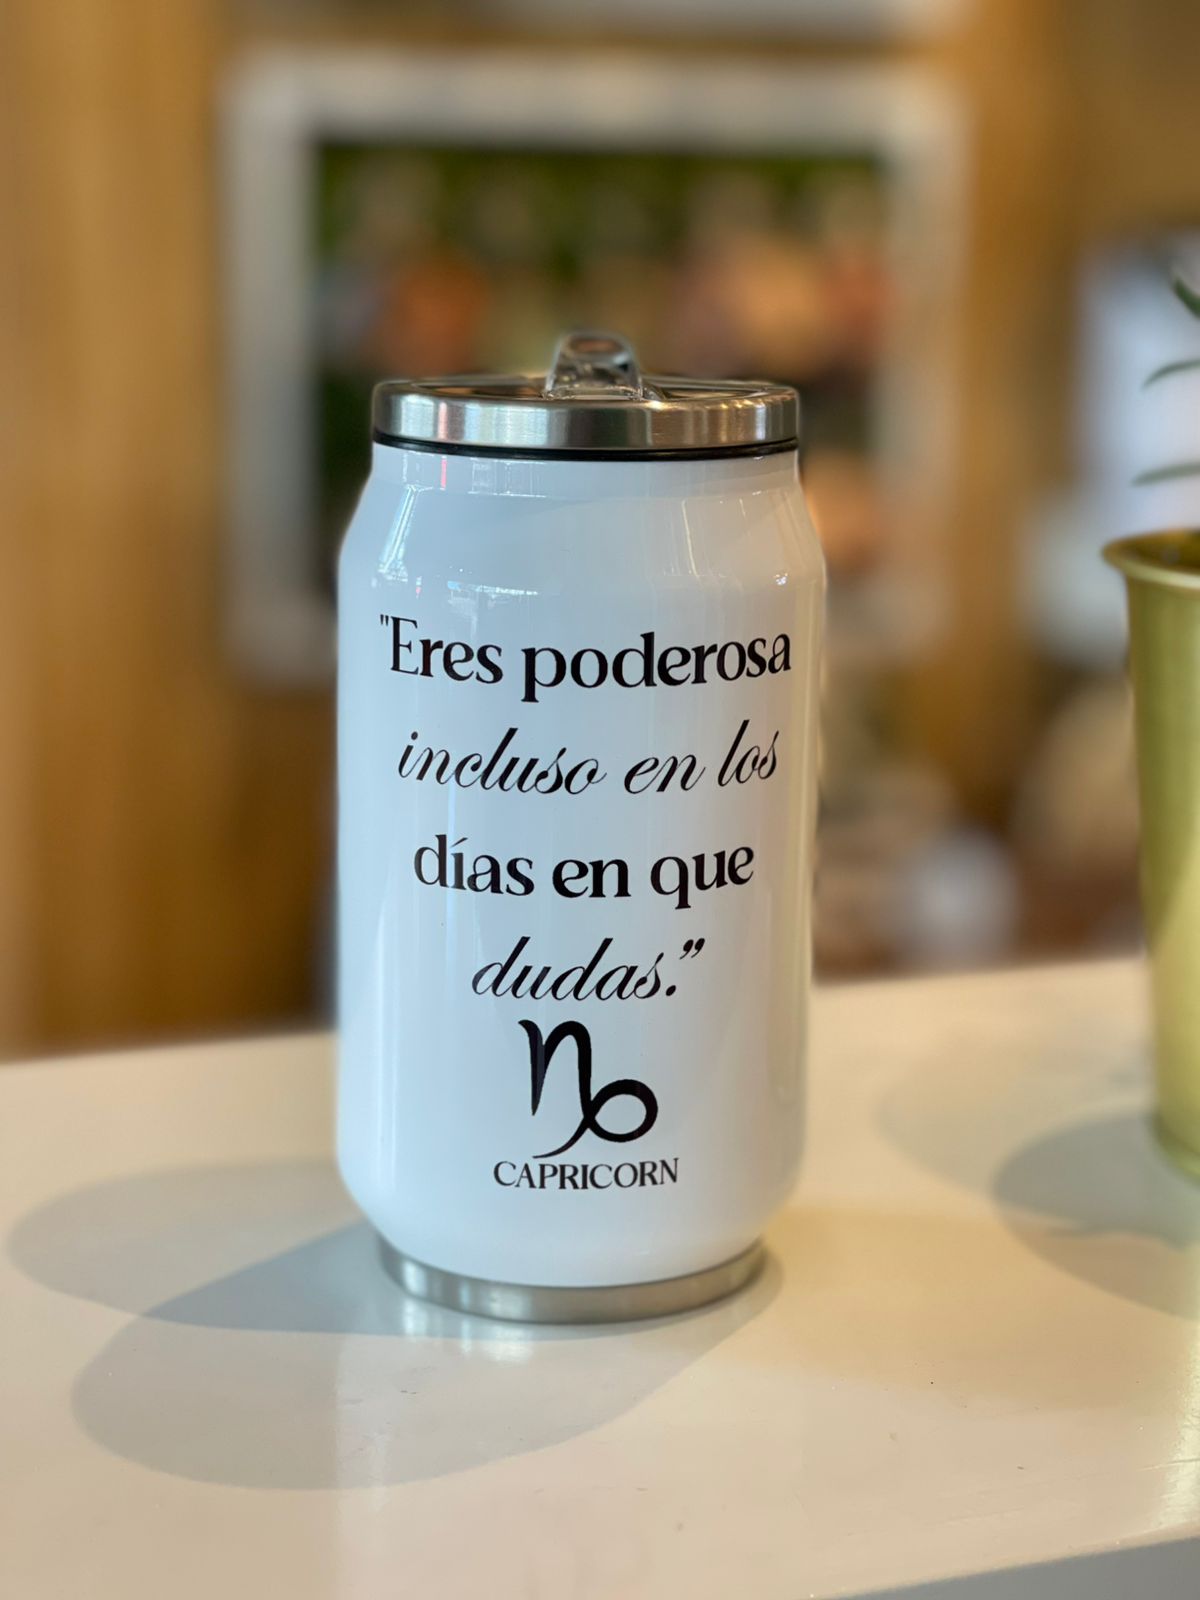 "Eres poderosa
incluso en los
días en que
dudas.”
CAPRICORN